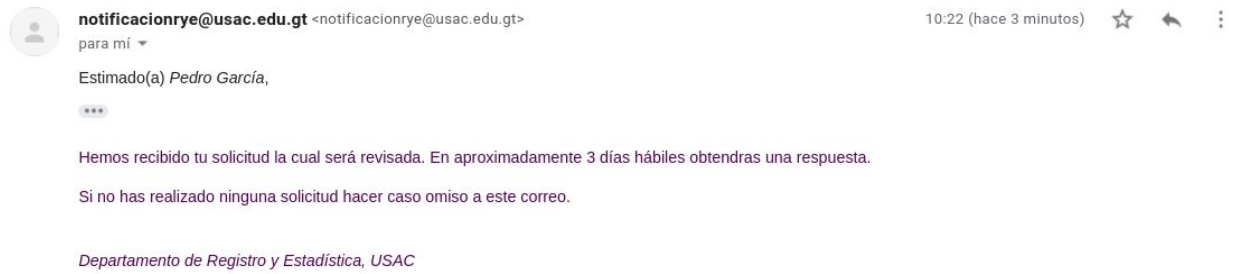 notificacionrye@usac.edu.gt <notificacionrye@usac.edu.gt> 10:22 (hace 3 minutos)
para mí
Estimado(a) Pedro García,
Hemos recibido tu solicitud la cual será revisada. En aproximadamente 3 días hábiles obtendras una respuesta.
Si no has realizado ninguna solicitud hacer caso omiso a este correo.
Departamento de Registro y Estadística, USAC